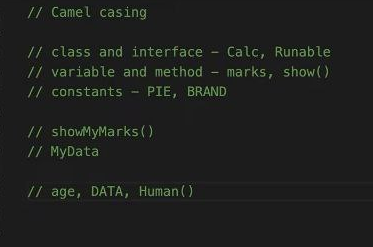 // Camel casing
// class and interface - Calc, Runable
// variable and method - marks, show()
// constants - PIE, BRAND
// showMyMarks()
// MyData
// age, DATA, Human()